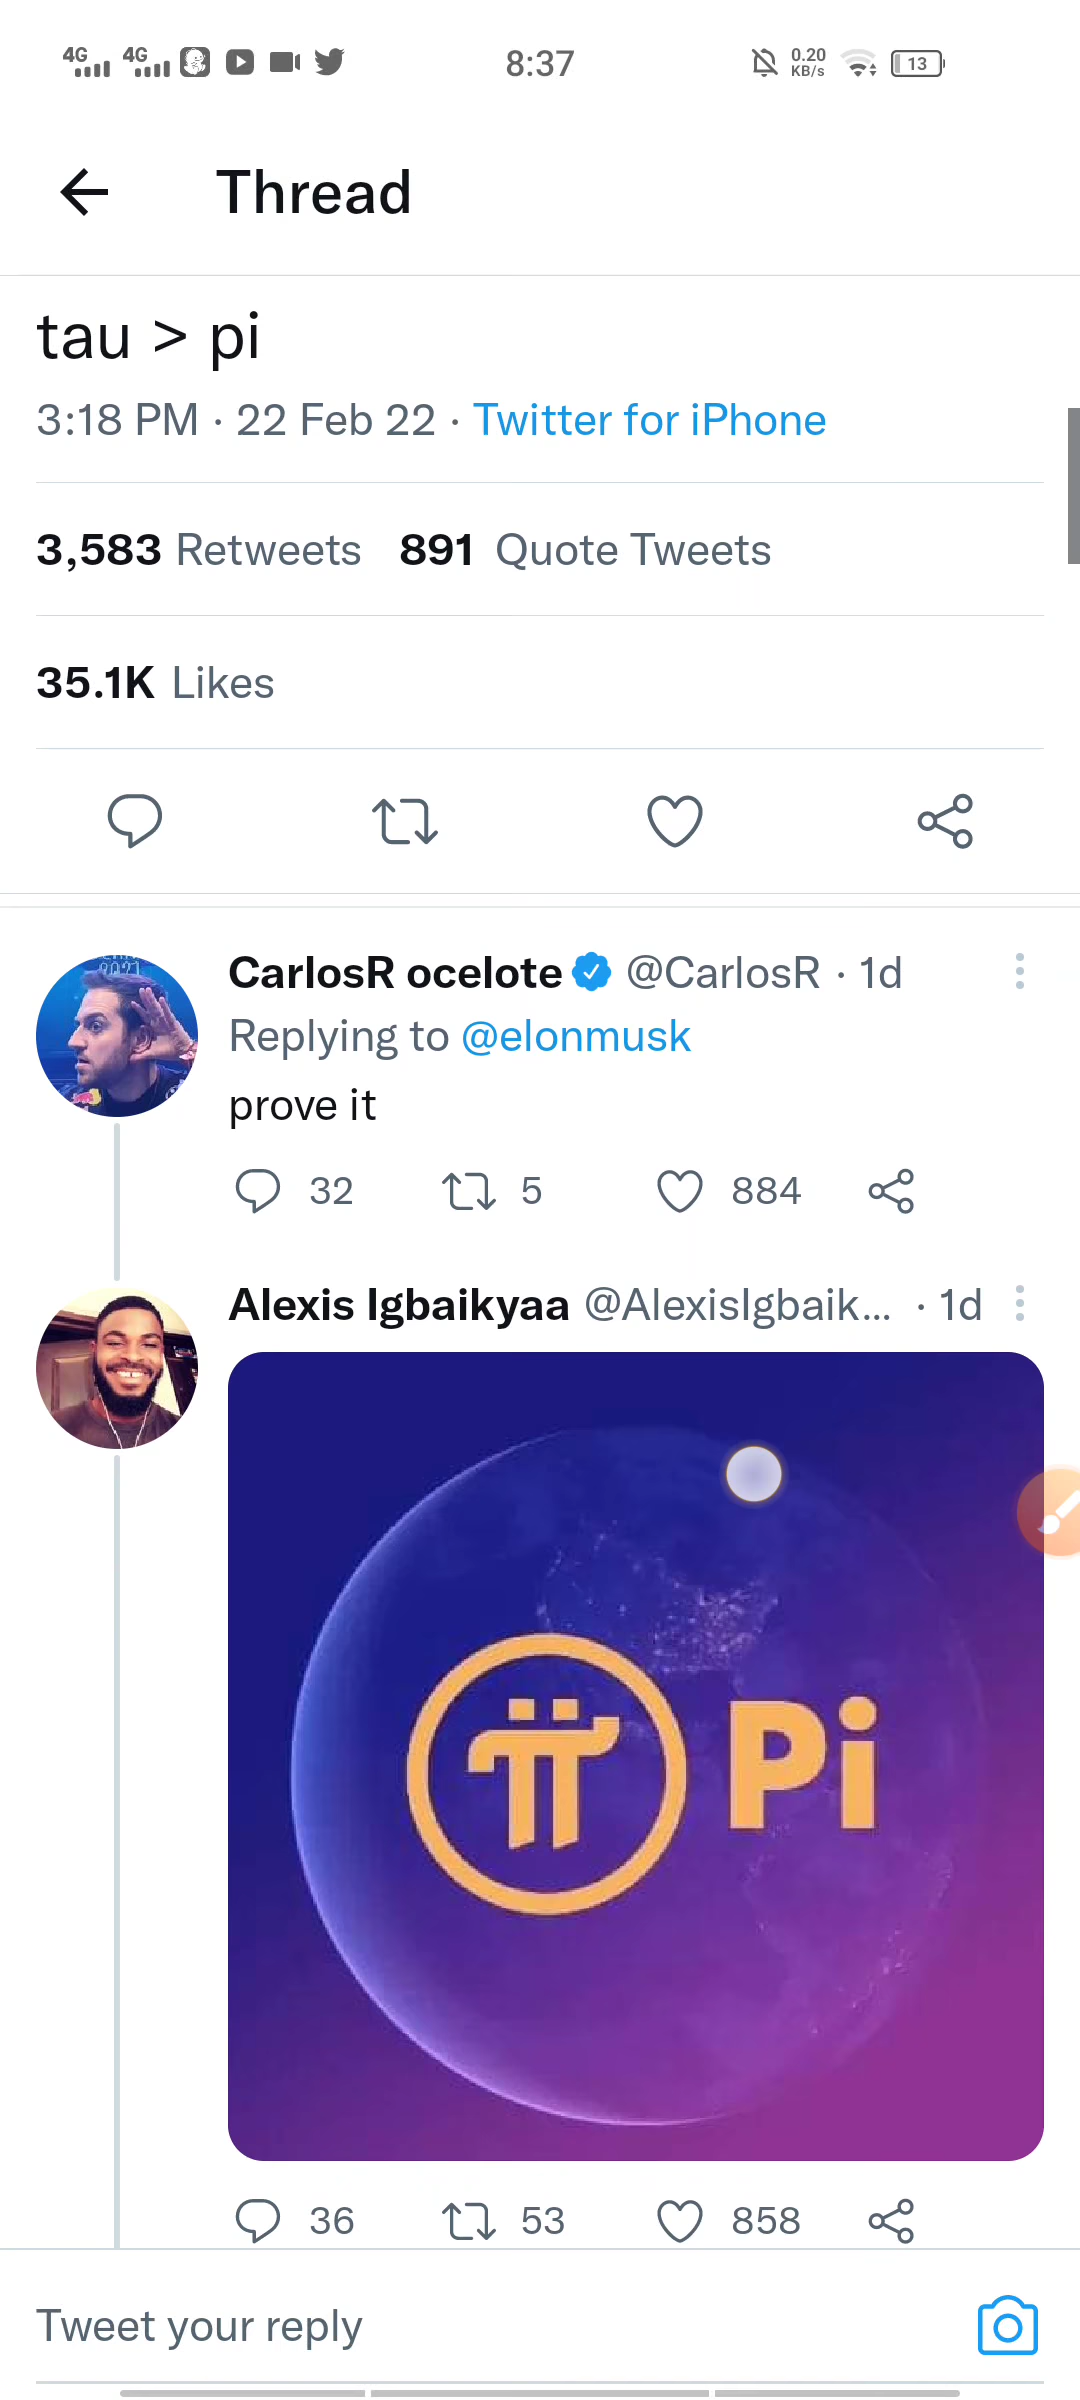 4G 4G 8:37 0.20 KB/s 13
Thread
tau > pi
3:18 PM · 22 Feb 22 · Twitter for iPhone
3,583 Retweets 891 Quote Tweets
35.1K Likes
CarlosR ocelote @CarlosR · 1d
Replying to @elonmusk
prove it
32 5 884
Alexis Igbaikyaa @AlexisIgbaik... · 1d
Pi
36 53 858
Tweet your reply